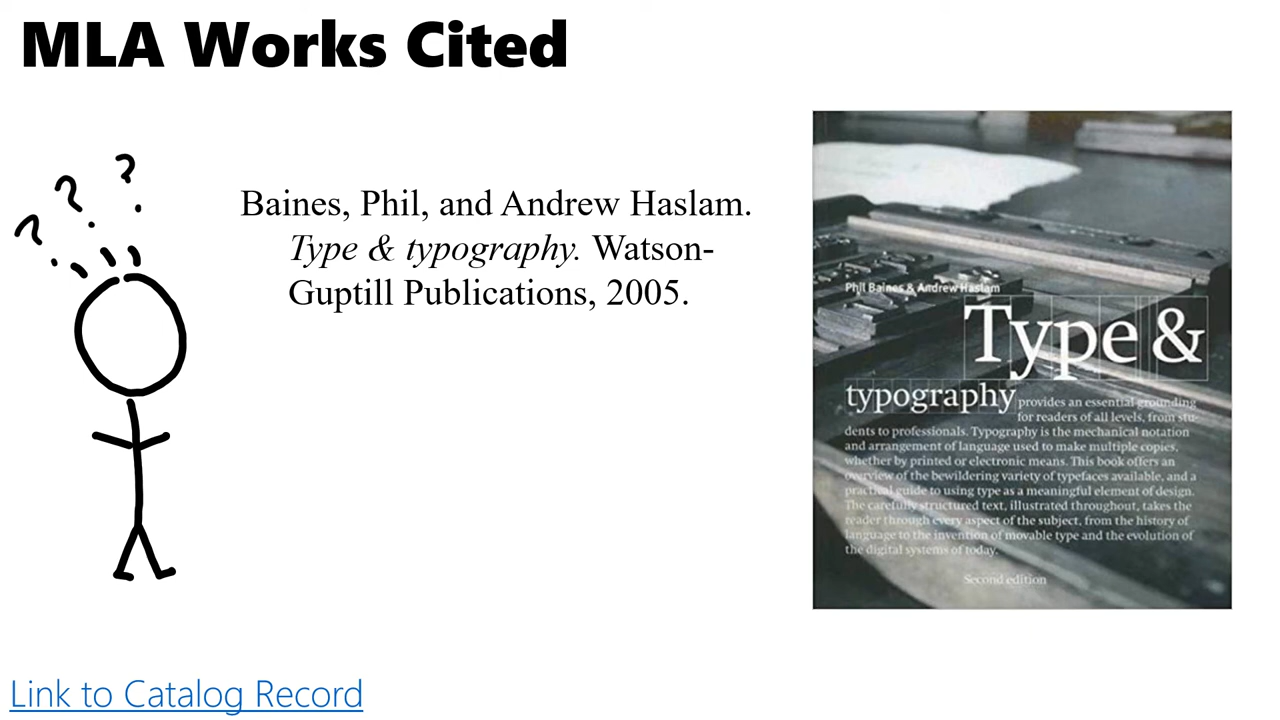 MLA Works Cited
? ? ?
Baines, Phil, and Andrew Haslam.
Type & typography. Watson-
Guptill Publications, 2005.
Phil Baines & Andrew Haslam
Type &
typography provides an essential grounding
for readers of all levels, from stu-
dents to professionals. Typography is the mechanical notation
and arrangement of language used to make multiple copies,
whether by printed or electronic means. This book offers an
overview of the bewildering variety of typefaces available, and a
practical guide to using type as a meaningful element of design.
The carefully structured text, illustrated throughout, takes the
reader through every aspect of the subject, from the history of
language to the invention of movable type and the evolution of
the digital systems of today.
Second edition
Link to Catalog Record